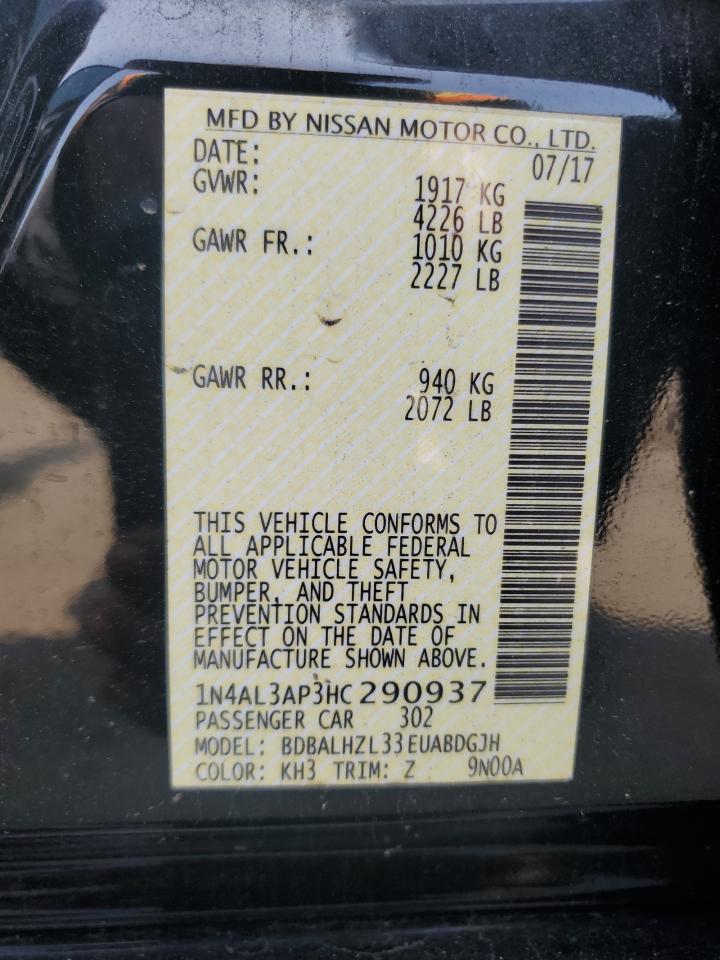 MFD BY NISSAN MOTOR CO., LTD.
DATE: 07/17
GVWR: 1917 KG
4226 LB
GAWR FR.: 1010 KG
2227 LB
GAWR RR.: 940 KG
2072 LB
THIS VEHICLE CONFORMS TO
ALL APPLICABLE FEDERAL
MOTOR VEHICLE SAFETY,
BUMPER, AND THEFT
PREVENTION STANDARDS IN
EFFECT ON THE DATE OF
MANUFACTURE SHOWN ABOVE.
1N4AL3AP3HC290937
PASSENGER CAR 302
MODEL: BDBALHZL33EUABDGJH
COLOR: KH3 TRIM: Z 9N00A